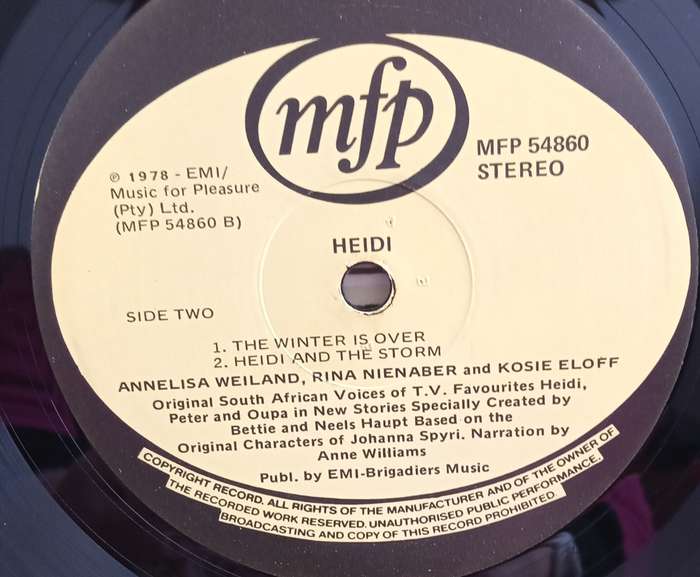 mfp
MFP 54860
STEREO
℗ 1978 - EMI/
Music for Pleasure
(Pty) Ltd.
(MFP 54860 B)
HEIDI
SIDE TWO
1. THE WINTER IS OVER
2. HEIDI AND THE STORM
ANNELISA WEILAND, RINA NIENABER and KOSIE ELOFF
Original South African Voices of T.V. Favourites Heidi,
Peter and Oupa in New Stories Specially Created by
Bettie and Neels Haupt Based on the
Original Characters of Johanna Spyri. Narration by
Anne Williams
Publ. by EMI-Brigadiers Music
COPYRIGHT RECORD. ALL RIGHTS OF THE MANUFACTURER AND OF THE OWNER OF
THE RECORDED WORK RESERVED. UNAUTHORISED PUBLIC PERFORMANCE,
BROADCASTING AND COPY OF THIS RECORD PROHIBITED